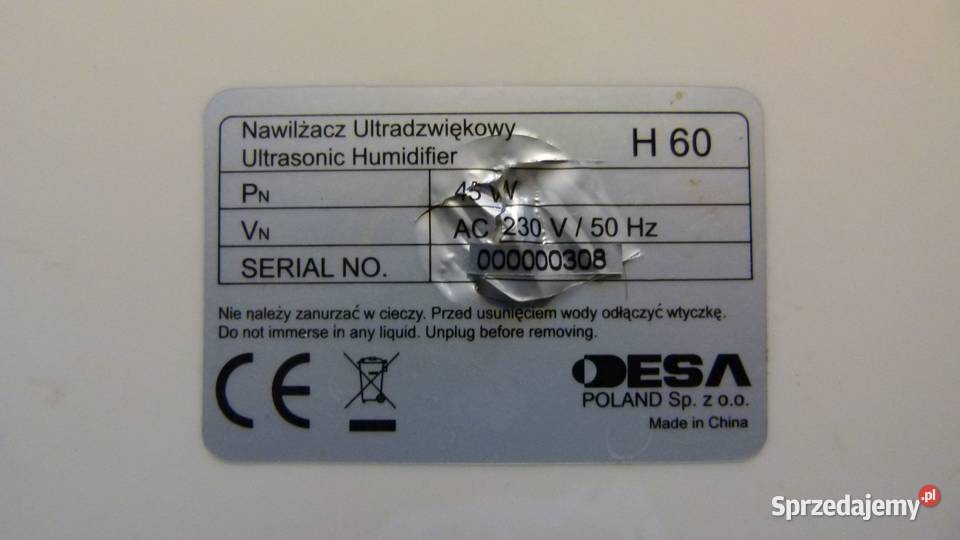 Nawilżacz Ultradzwiękowy
Ultrasonic Humidifier
H 60
PN 45 W
VN AC 230 V / 50 Hz
SERIAL NO. 000000308
Nie należy zanurzać w cieczy. Przed usunięciem wody odłączyć wtyczkę.
Do not immerse in any liquid. Unplug before removing.
CE
DESA
POLAND Sp. z o.o.
Made in China
Sprzedajemy.pl